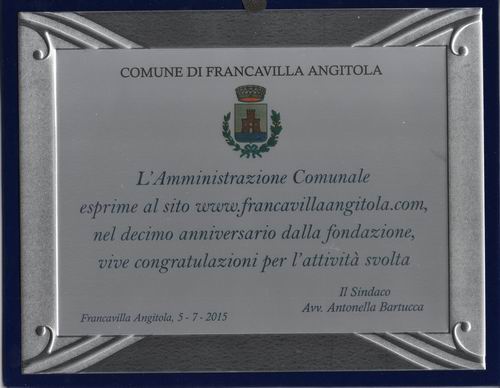 COMUNE DI FRANCAVILLA ANGITOLA
L'Amministrazione Comunale
esprime al sito www.francavillaangitola.com,
nel decimo anniversario dalla fondazione,
vive congratulazioni per l'attività svolta
Il Sindaco
Avv. Antonella Bartucca
Francavilla Angitola, 5 - 7 - 2015